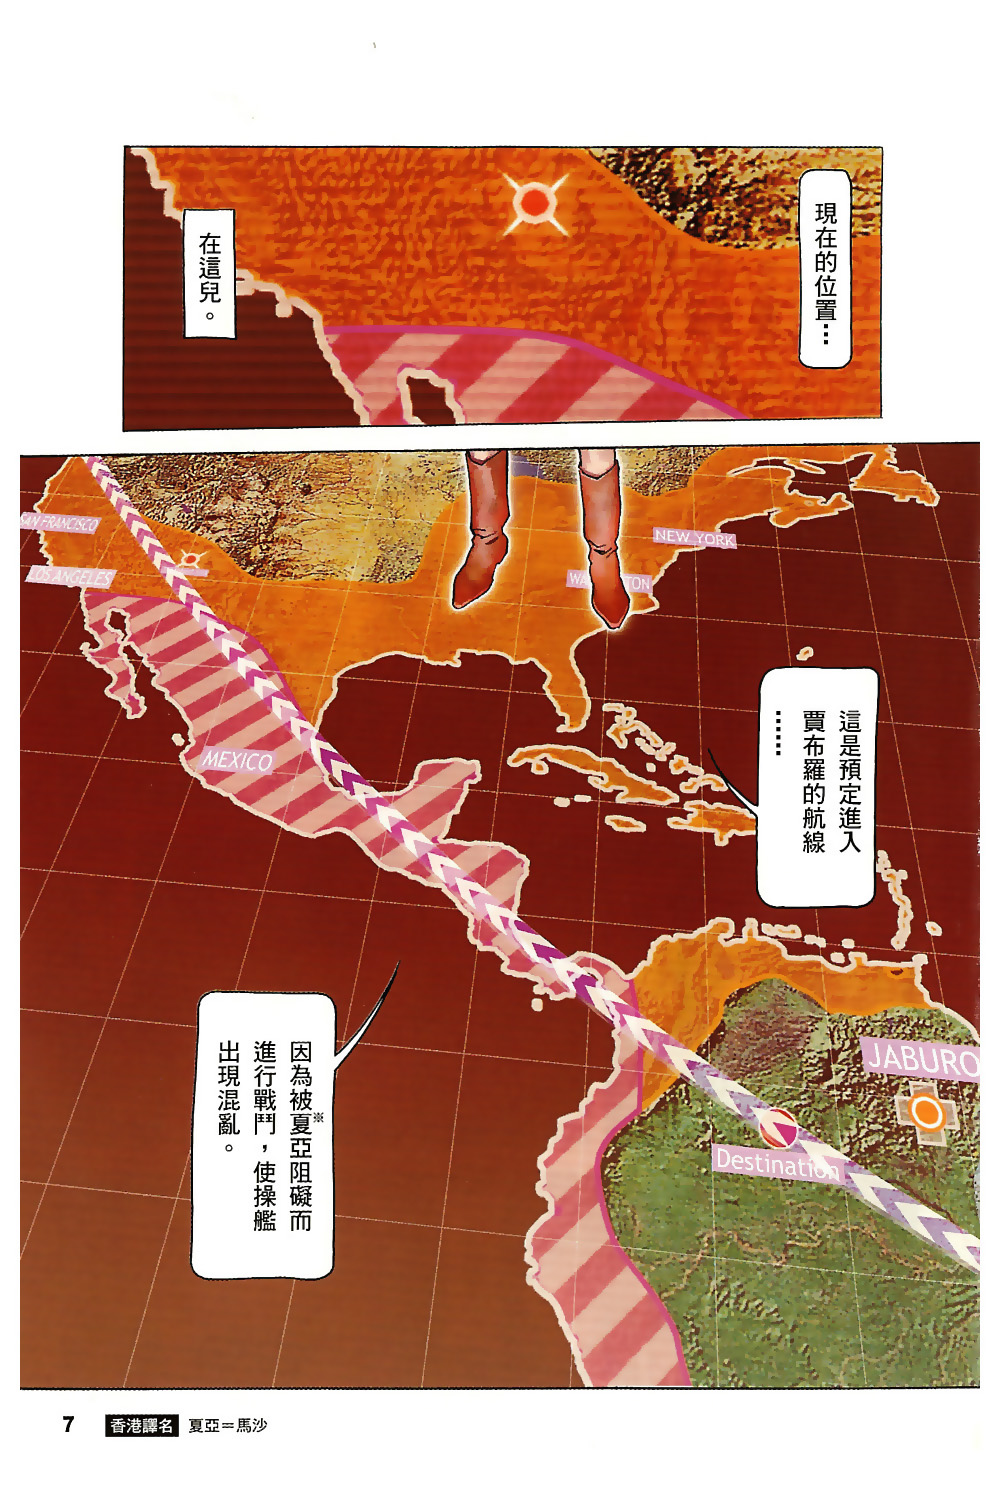 現在的位置…
在這兒。
SAN FRANCISCO
NEW YORK
LOS ANGELES
這是預定進入
賈布羅的航線
……
MEXICO
因為被夏亞※阻礙而
進行戰鬥，使操艦
出現混亂。
JABURO
Destination
7 香港譯名 夏亞＝馬沙